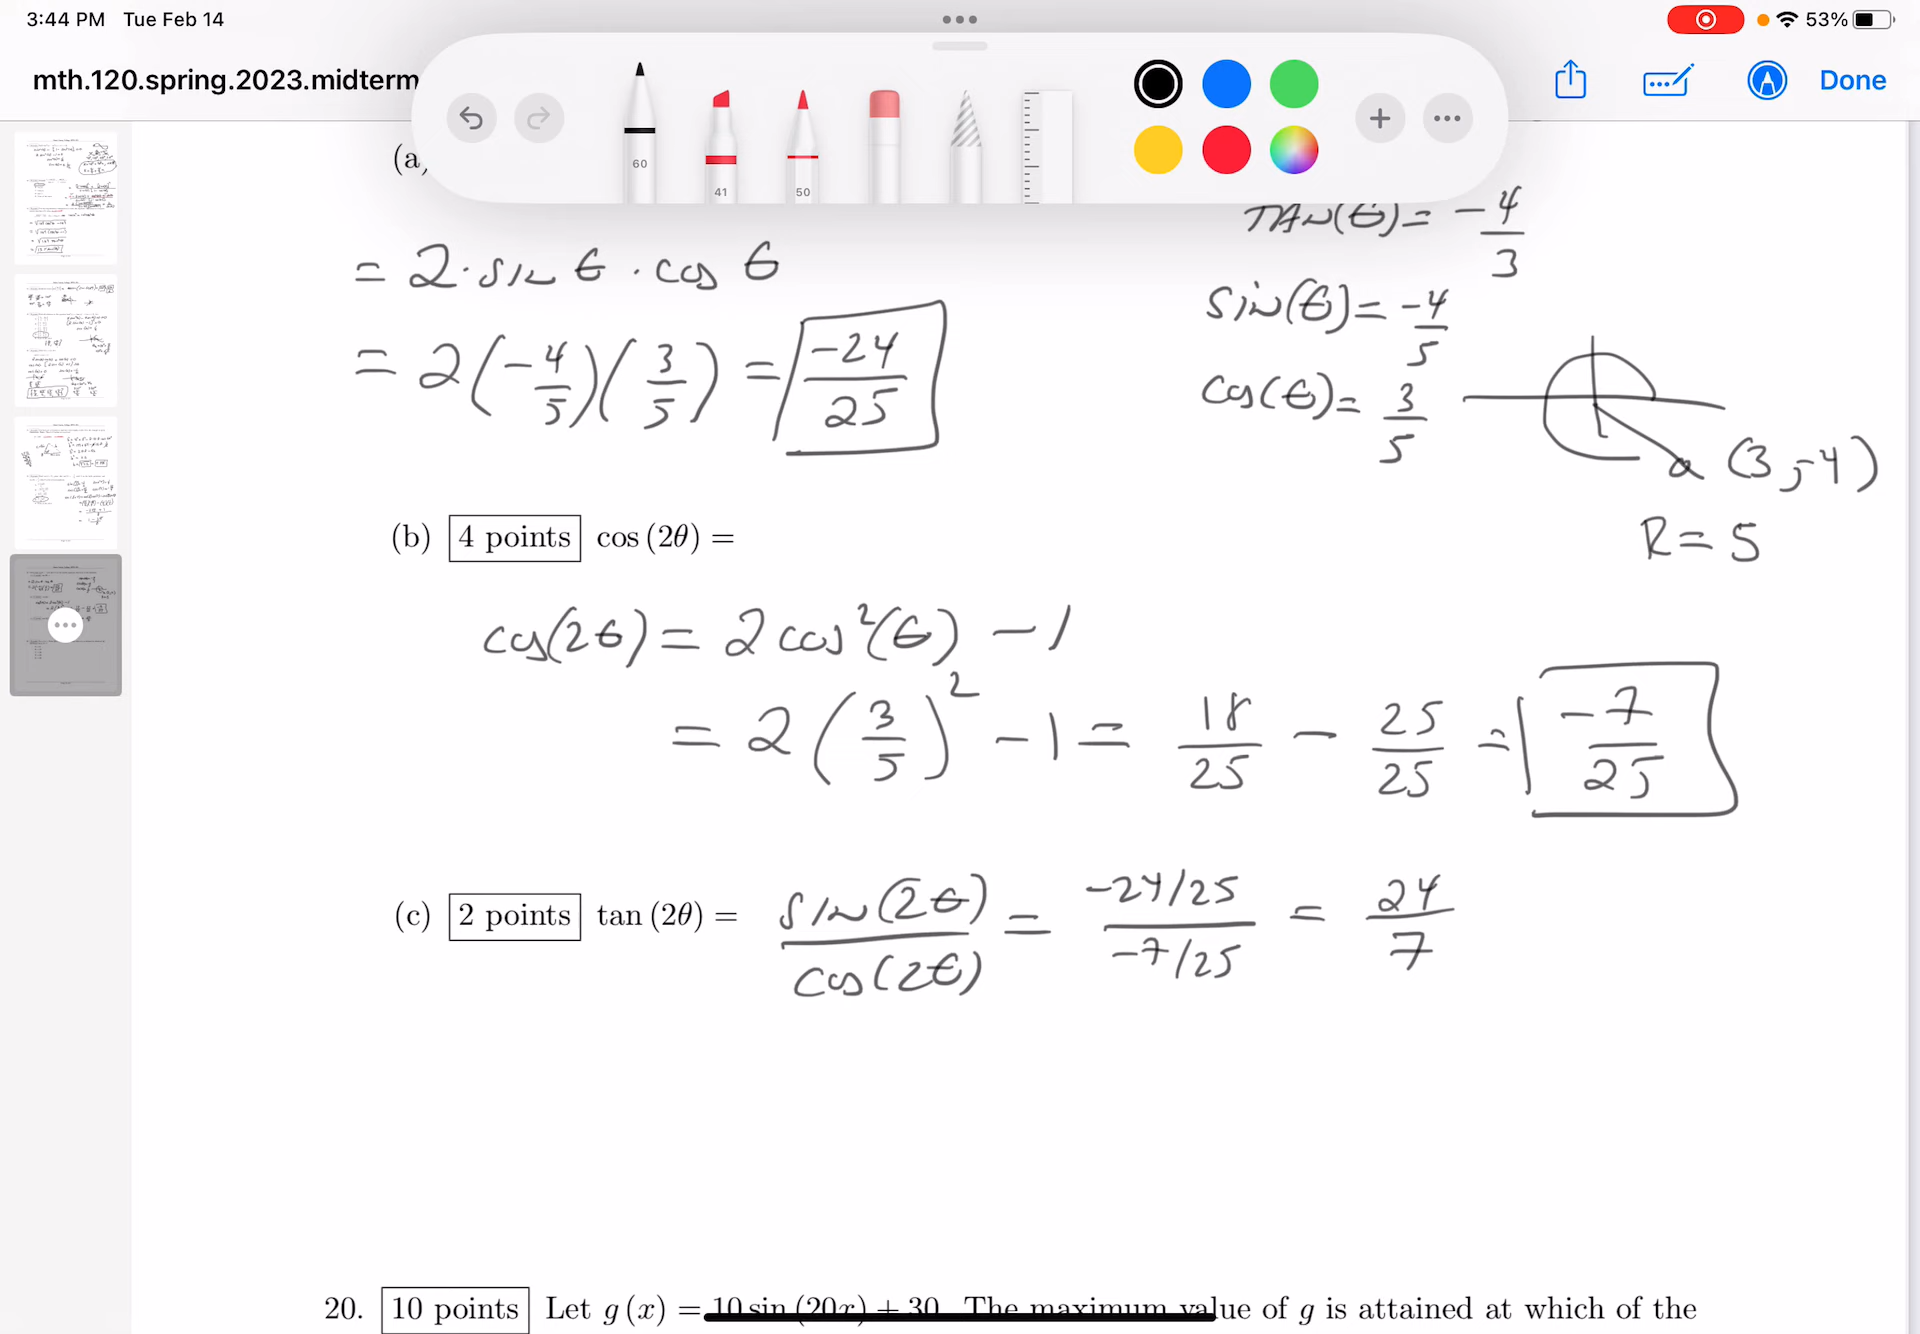 3:44 PM Tue Feb 14
53%
mth.120.spring.2023.midterm
Done
60
41
50
(a)
TAN(θ) = -4/3
= 2·sin θ · cos θ
sin(θ) = -4/5
= 2(-4/5)(3/5) = -24/25
cos(θ) = 3/5
(3, -4)
R = 5
(b) 4 points cos (2θ) =
cos(2θ) = 2 cos²(θ) - 1
= 2(3/5)² - 1 = 18/25 - 25/25 = -7/25
(c) 2 points tan (2θ) = sin(2θ)/cos(2θ) = -24/25 / -7/25 = 24/7
20. 10 points Let g (x) = 10 sin (20x) + 30. The maximum value of g is attained at which of the